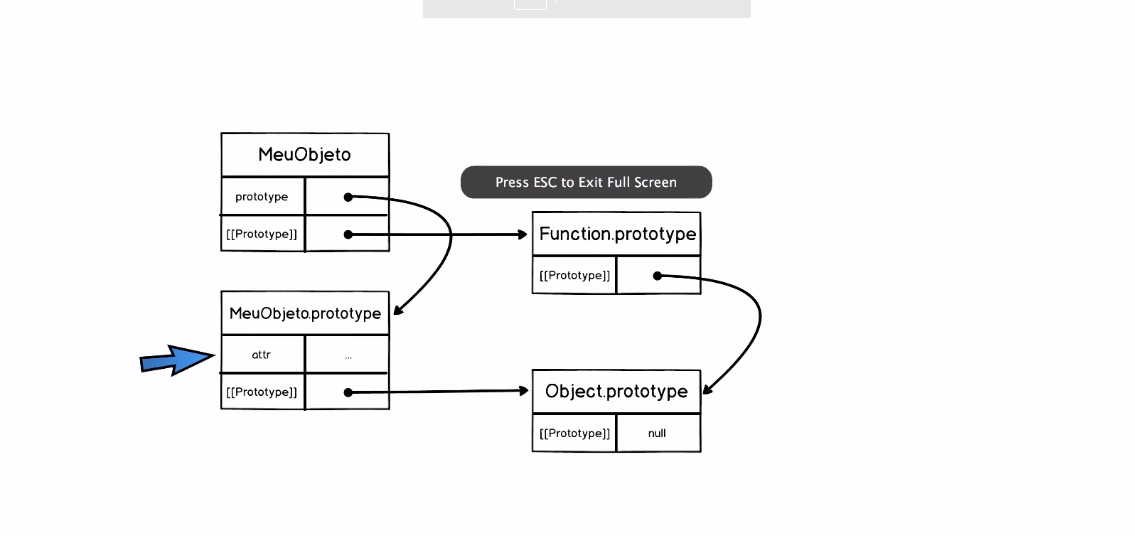 MeuObjeto
prototype
[[Prototype]]
Press ESC to Exit Full Screen
Function.prototype
[[Prototype]]
MeuObjeto.prototype
attr ...
[[Prototype]]
Object.prototype
[[Prototype]] null